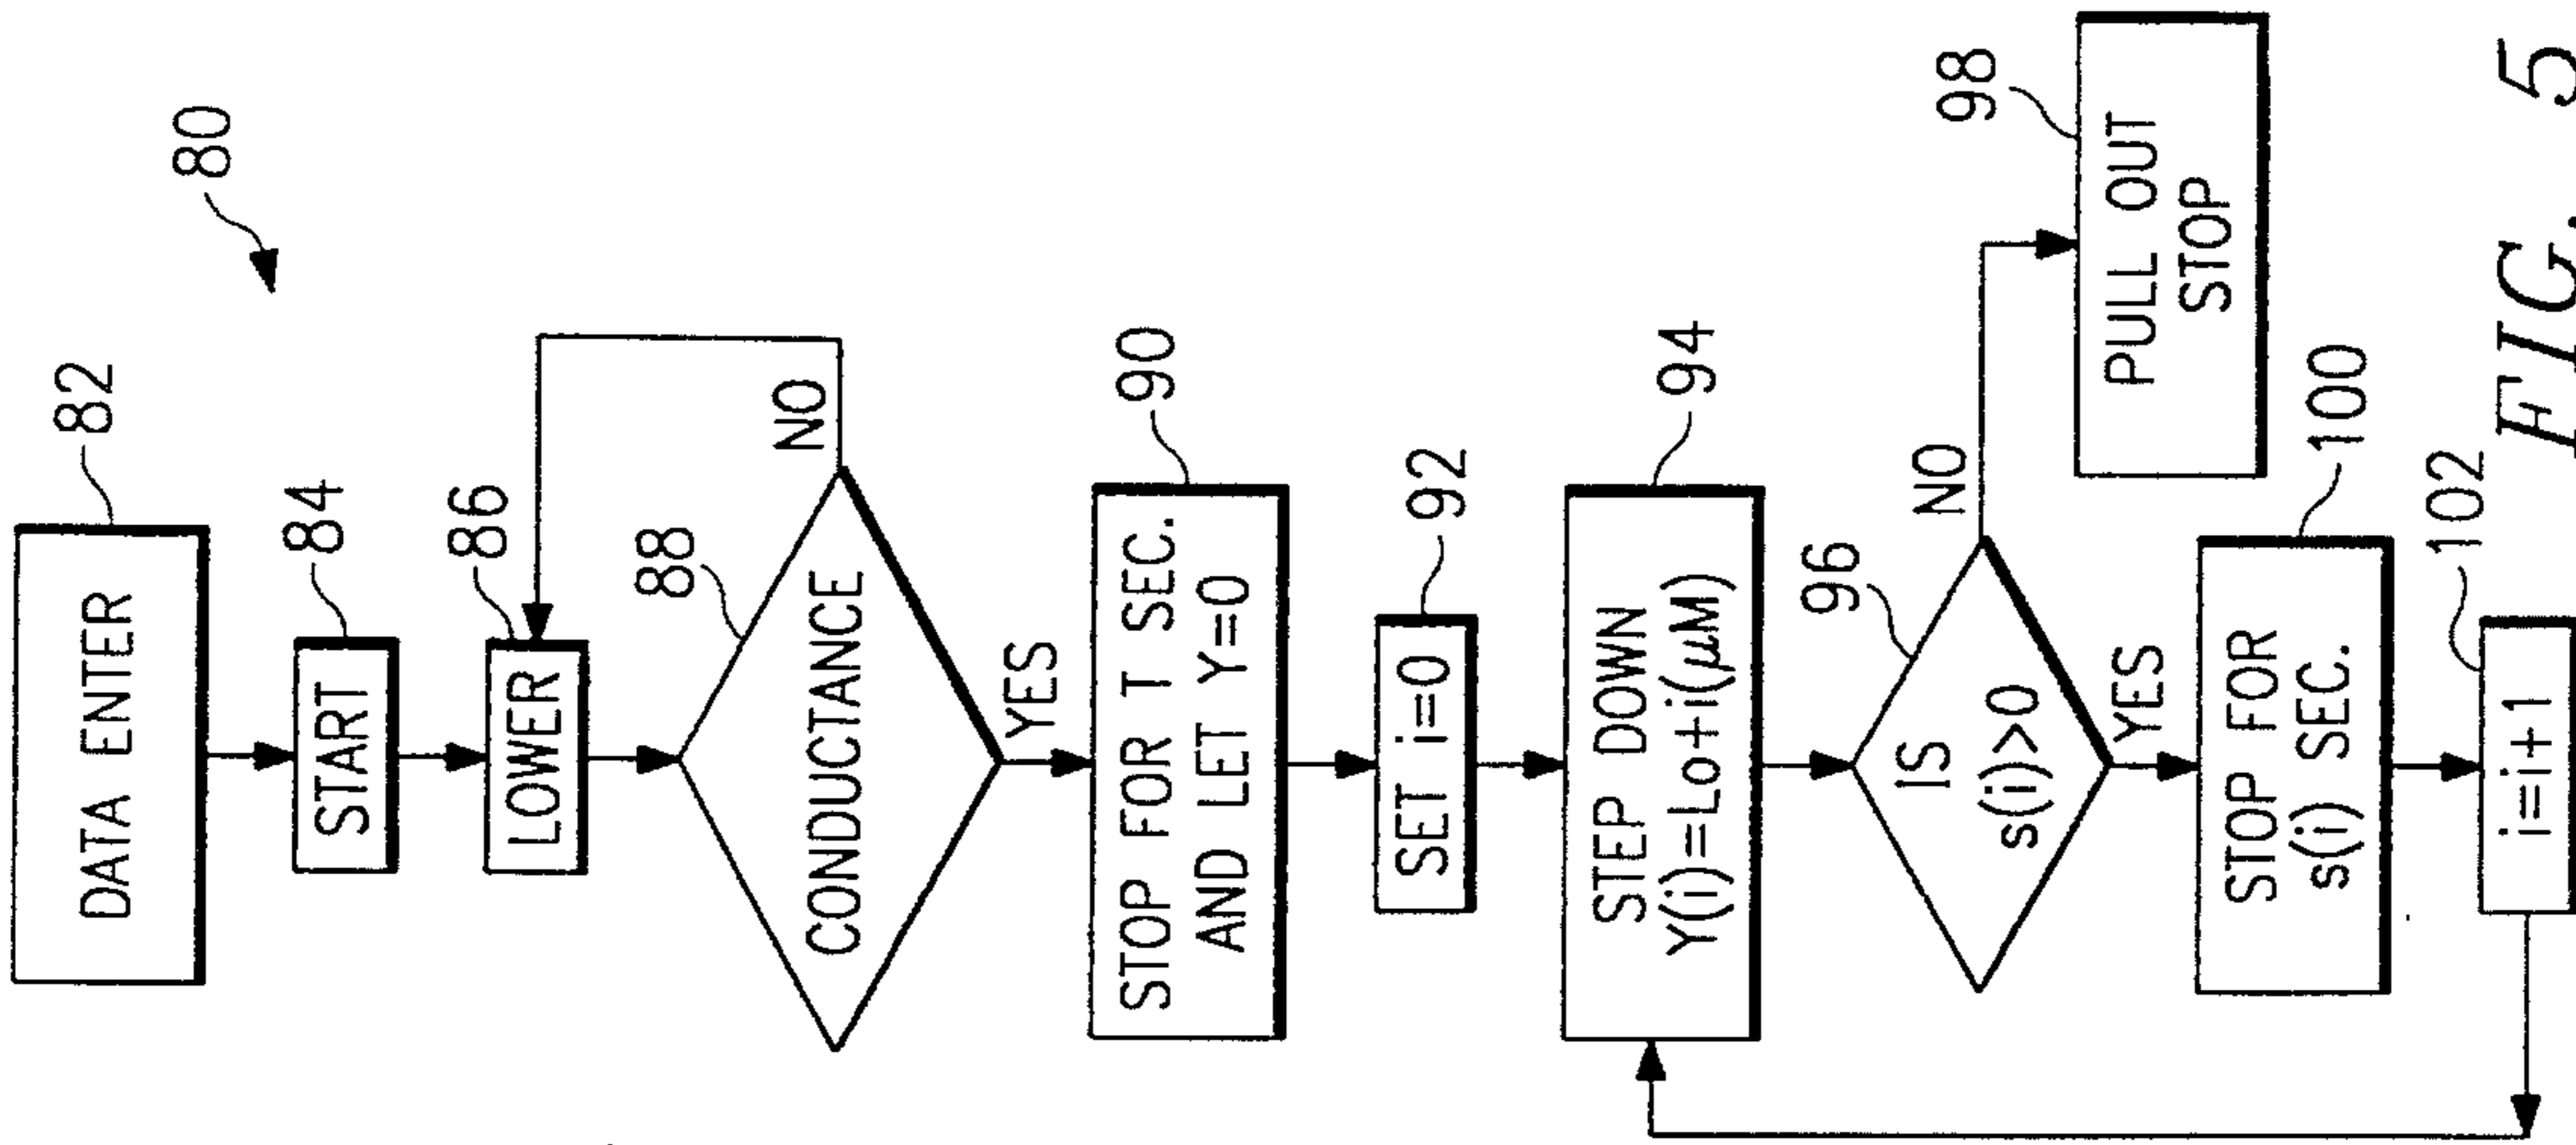 80
DATA ENTER
82
START
84
LOWER
86
CONDUCTANCE
88
NO
YES
STOP FOR T SEC.
AND LET Y=0
90
SET i=0
92
STEP DOWN
Y(i)=Lo+i(μM)
94
IS
s(i)>0
96
NO
YES
PULL OUT
STOP
98
STOP FOR
s(i) SEC.
100
i=i+1
102
FIG. 5